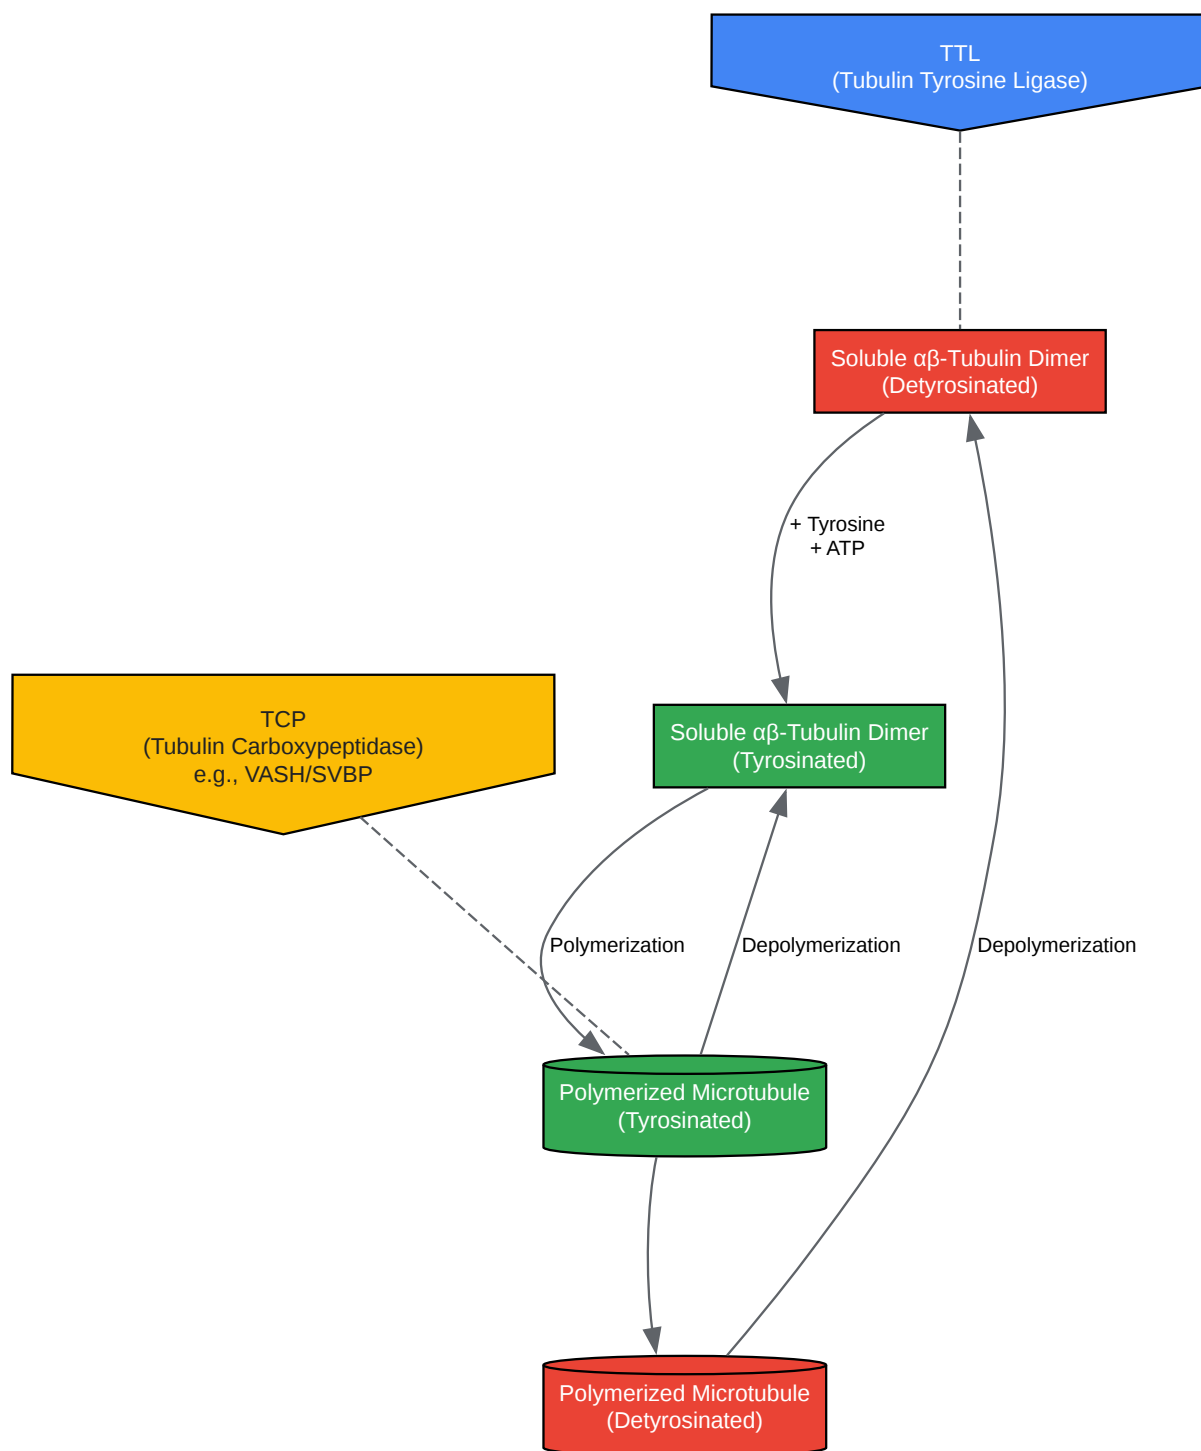 TTL
(Tubulin Tyrosine Ligase)
Soluble αβ-Tubulin Dimer
(Detyrosinated)
+ Tyrosine
+ ATP
TCP
(Tubulin Carboxypeptidase)
e.g., VASH/SVBP
Soluble αβ-Tubulin Dimer
(Tyrosinated)
Polymerization
Depolymerization
Depolymerization
Polymerized Microtubule
(Tyrosinated)
Polymerized Microtubule
(Detyrosinated)